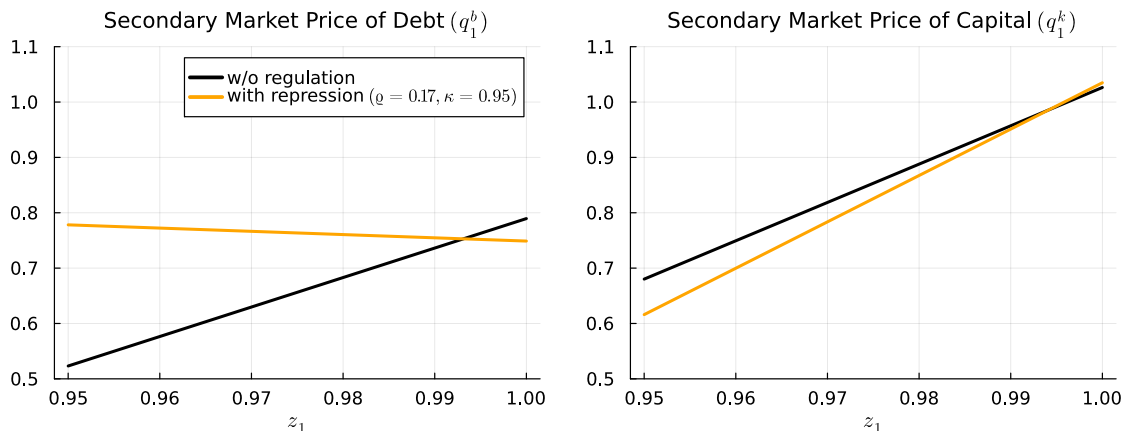 Secondary Market Price of Debt (q₁ᵇ)
1.1
1.0
0.9
0.8
0.7
0.6
0.5
w/o regulation
with repression (ϱ = 0.17, κ = 0.95)
0.95 0.96 0.97 0.98 0.99 1.00
z₁
Secondary Market Price of Capital (q₁ᵏ)
1.1
1.0
0.9
0.8
0.7
0.6
0.5
0.95 0.96 0.97 0.98 0.99 1.00
z₁